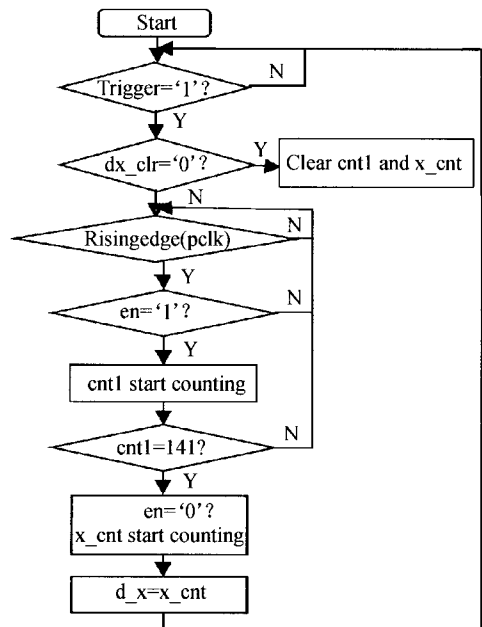 Start
N
Trigger=‘1’?
Y
dx_clr=‘0’?
Y
Clear cnt1 and x_cnt
N
Risingedge(pclk)
N
Y
en=‘1’?
N
Y
cnt1 start counting
cnt1=141?
N
Y
en=‘0’?
x_cnt start counting
d_x=x_cnt